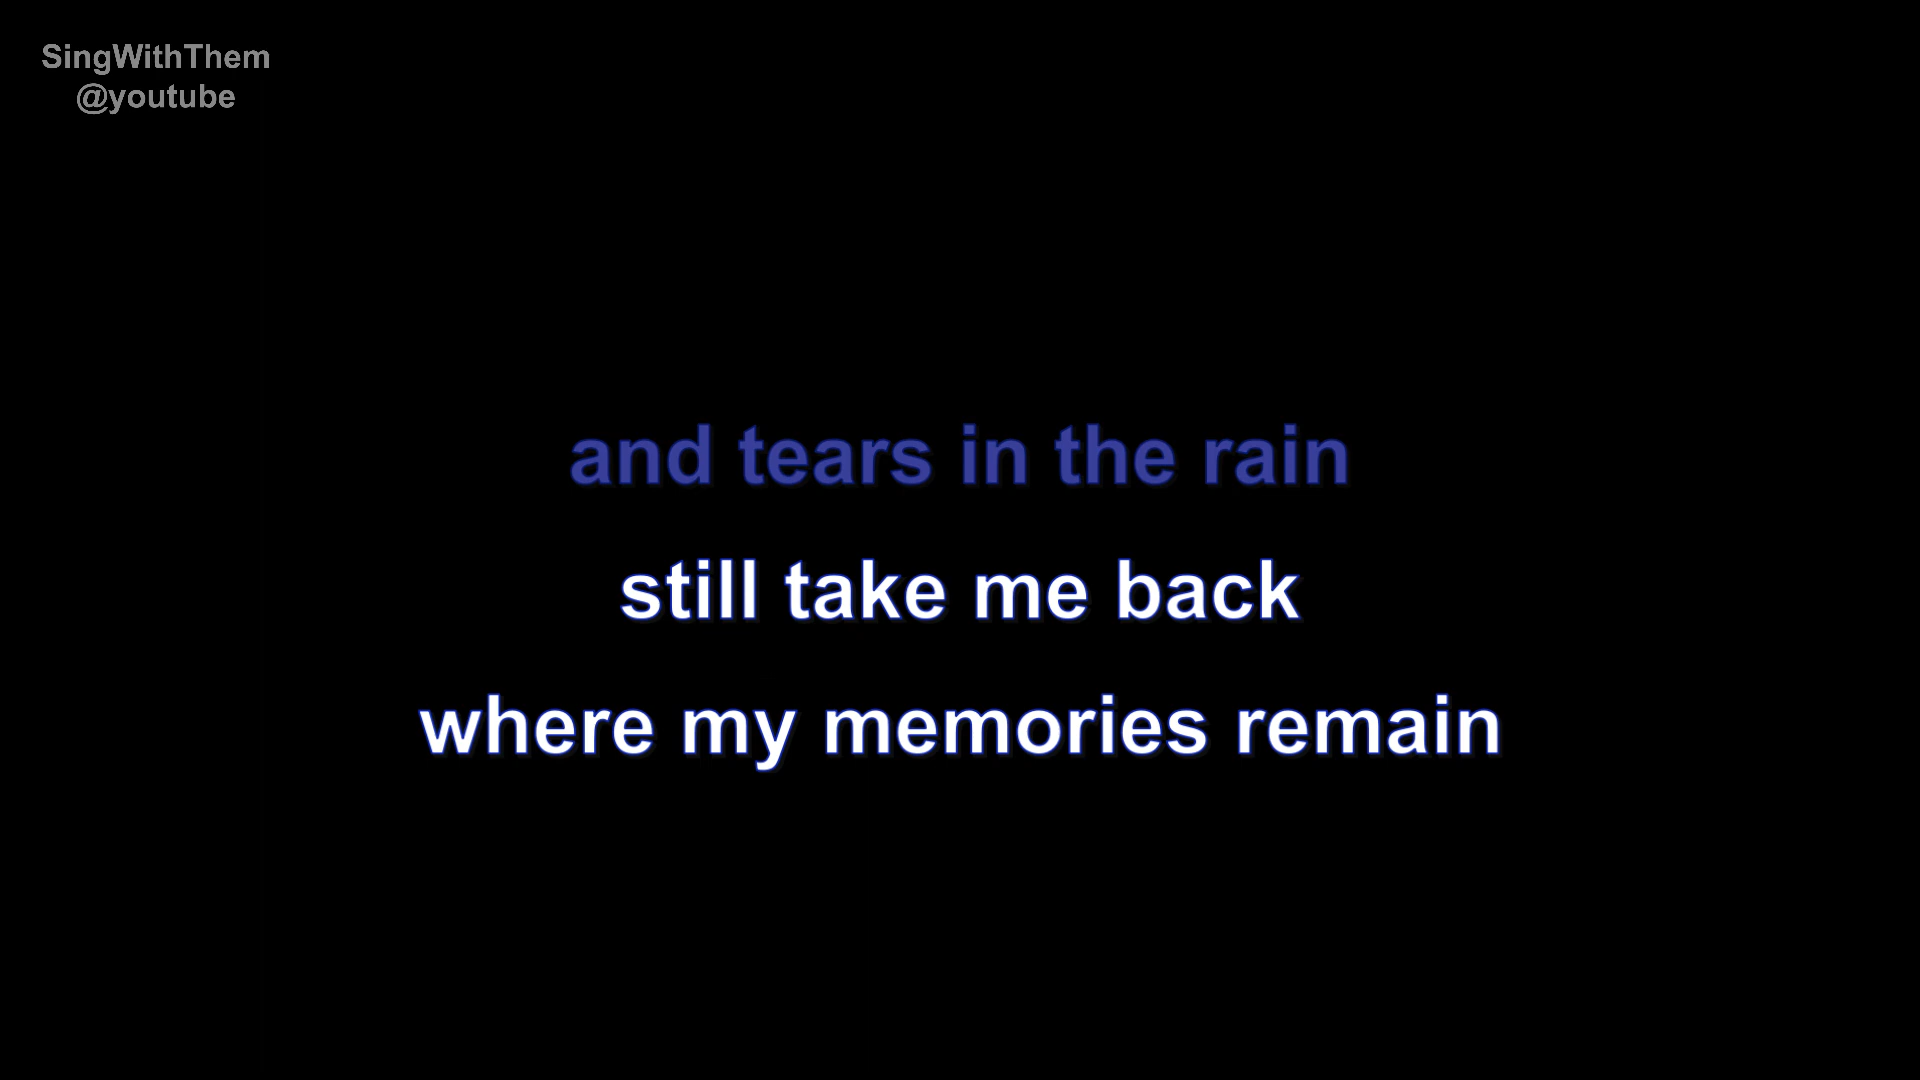 SingWithThem
@youtube
and tears in the rain
still take me back
where my memories remain